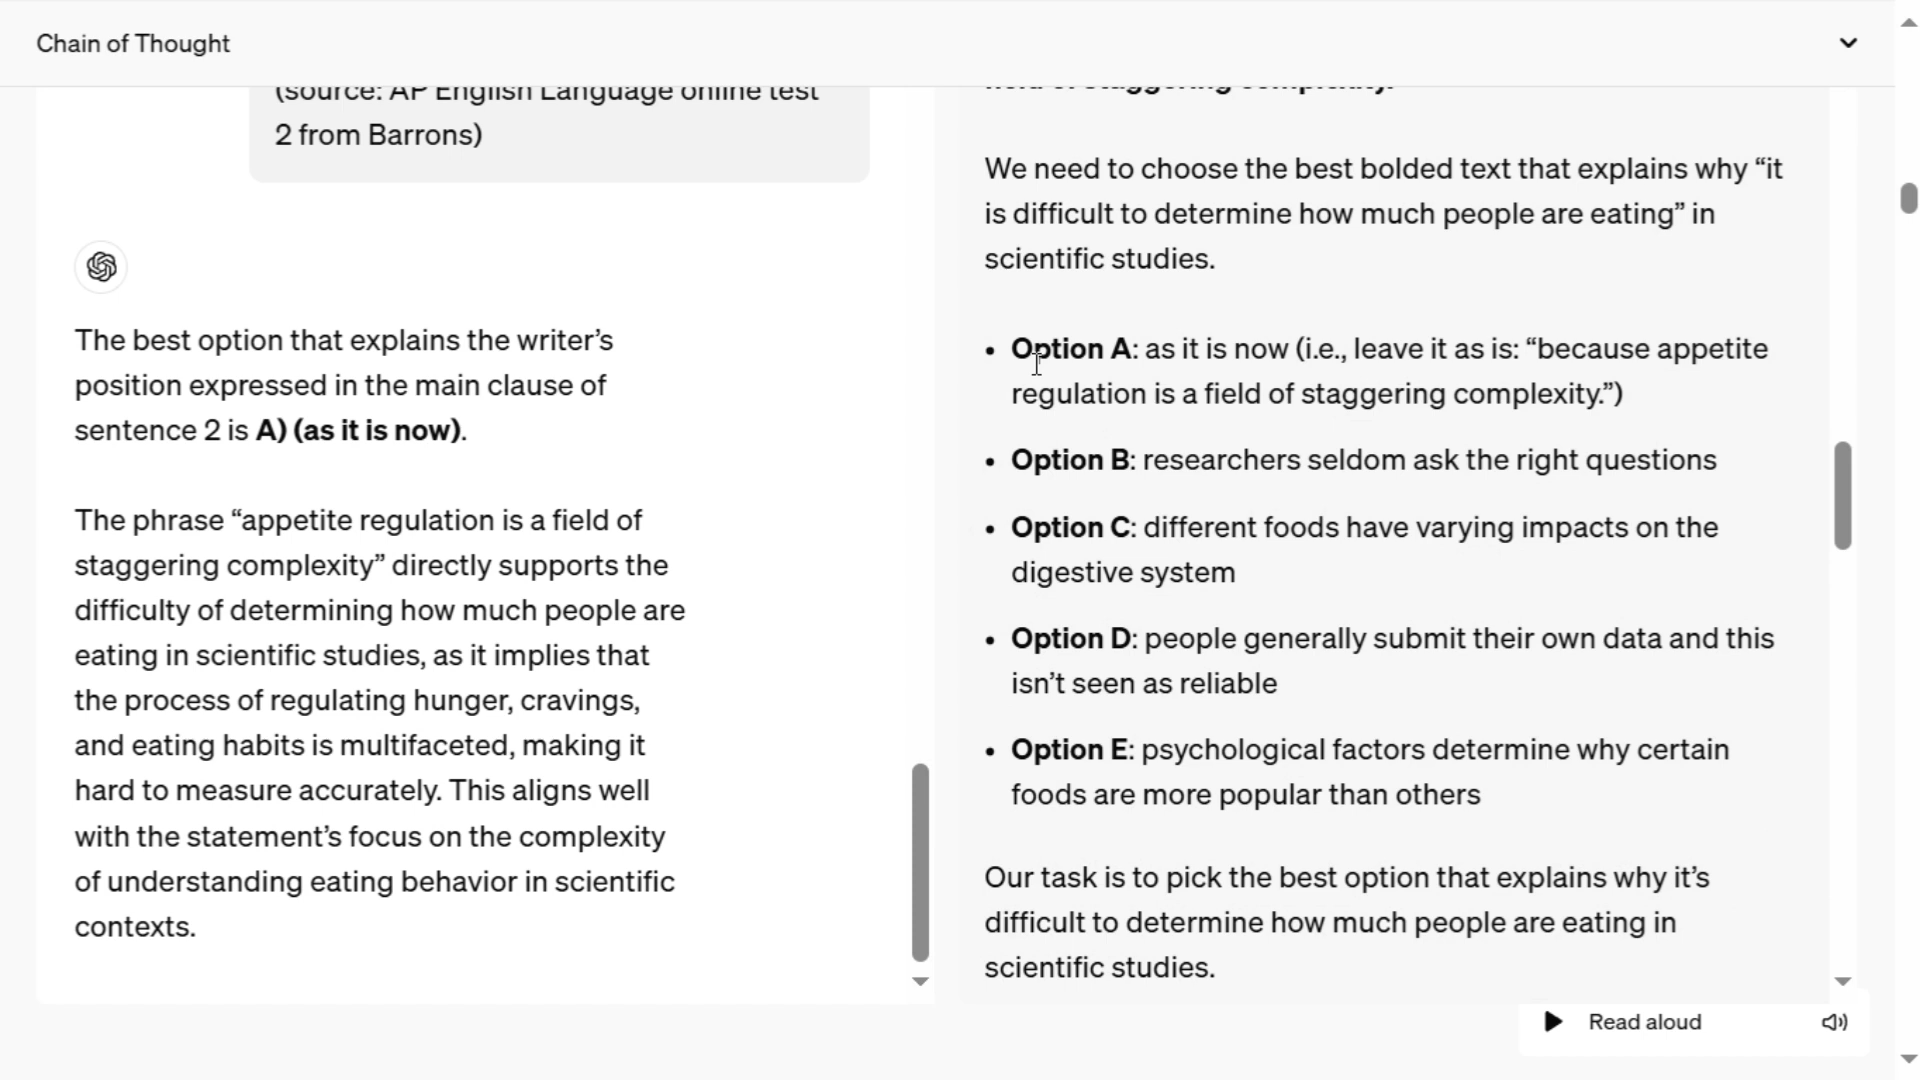 Chain of Thought
(source: AP English Language online test
2 from Barrons)
The best option that explains the writer’s
position expressed in the main clause of
sentence 2 is A) (as it is now).
The phrase “appetite regulation is a field of
staggering complexity” directly supports the
difficulty of determining how much people are
eating in scientific studies, as it implies that
the process of regulating hunger, cravings,
and eating habits is multifaceted, making it
hard to measure accurately. This aligns well
with the statement’s focus on the complexity
of understanding eating behavior in scientific
contexts.
field of staggering complexity.
We need to choose the best bolded text that explains why “it
is difficult to determine how much people are eating” in
scientific studies.
• Option A: as it is now (i.e., leave it as is: “because appetite
regulation is a field of staggering complexity.”)
• Option B: researchers seldom ask the right questions
• Option C: different foods have varying impacts on the
digestive system
• Option D: people generally submit their own data and this
isn’t seen as reliable
• Option E: psychological factors determine why certain
foods are more popular than others
Our task is to pick the best option that explains why it’s
difficult to determine how much people are eating in
scientific studies.
Read aloud